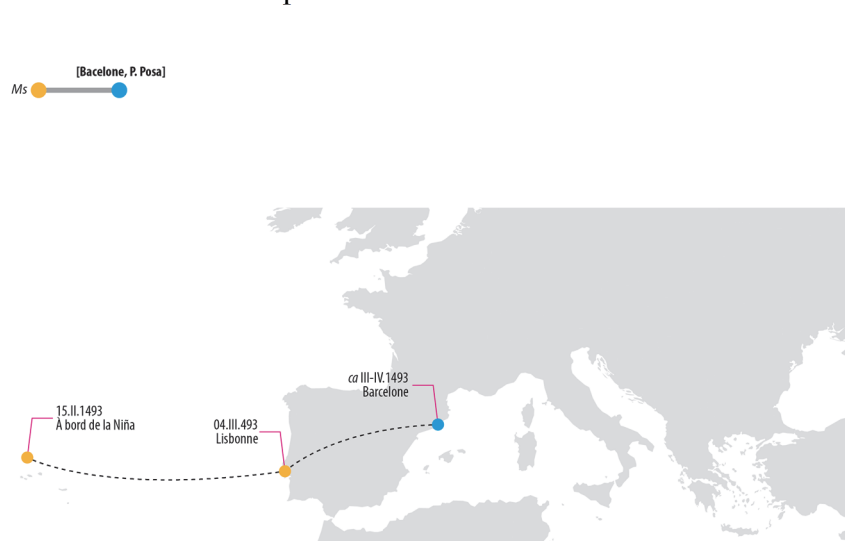 [Bacelone, P. Posa]
Ms
ca III-IV.1493
Barcelone
15.II.1493
À bord de la Niña
04.III.493
Lisbonne